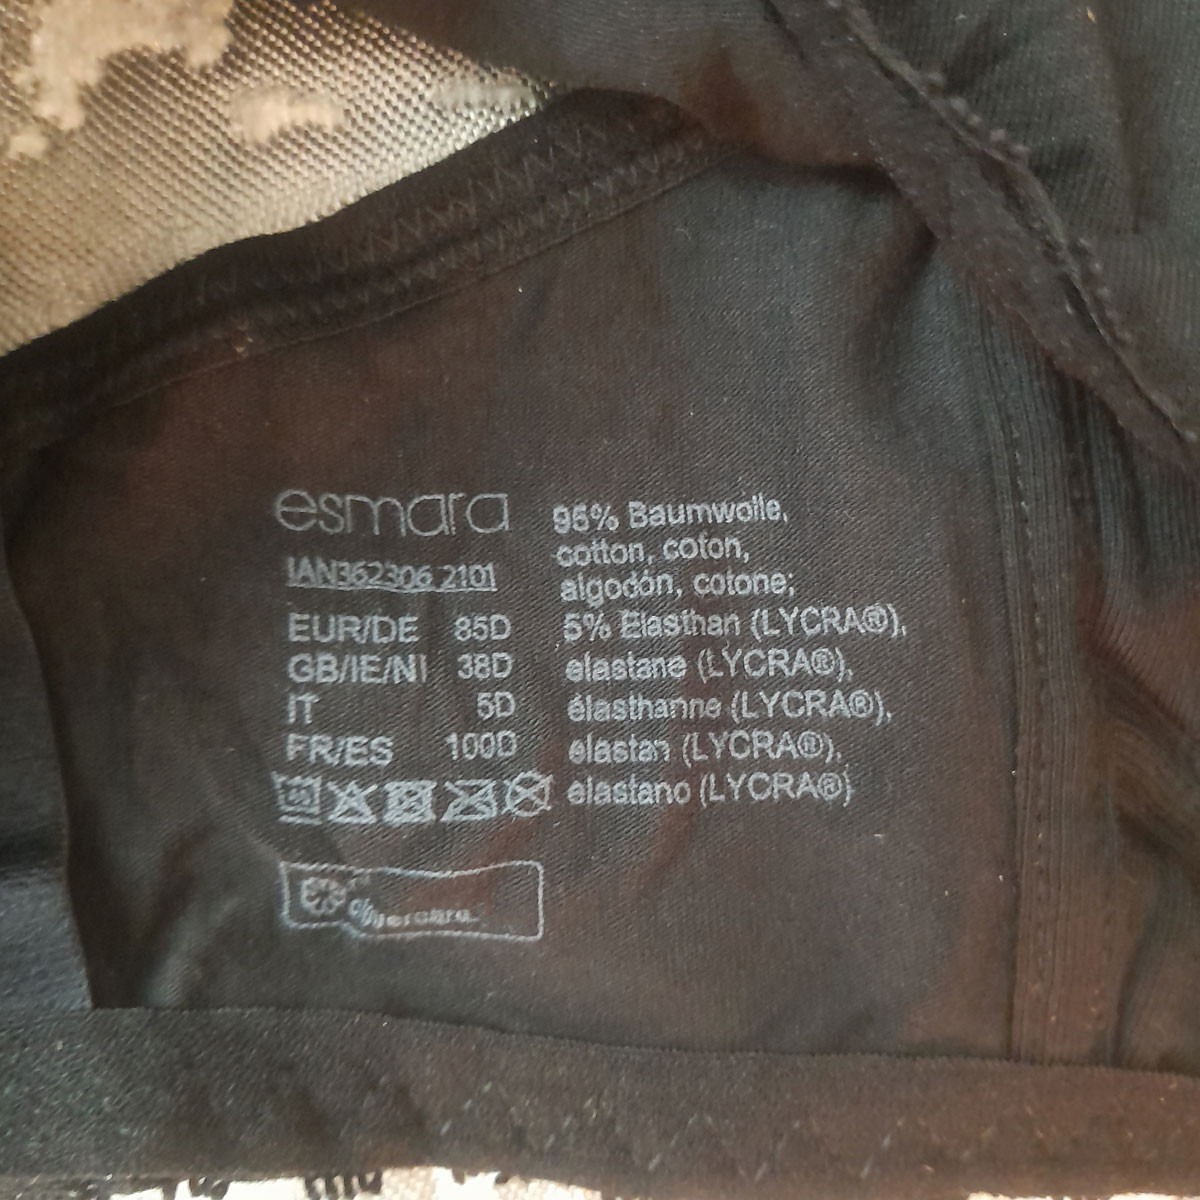 esmara
IAN362306 2101
EUR/DE 85D
GB/IE/NI 38D
IT 5D
FR/ES 100D
95% Baumwolle,
cotton, coton,
algodón, cotone;
5% Elasthan (LYCRA®),
elastane (LYCRA®),
élasthanne (LYCRA®),
elastan (LYCRA®),
elastano (LYCRA®)